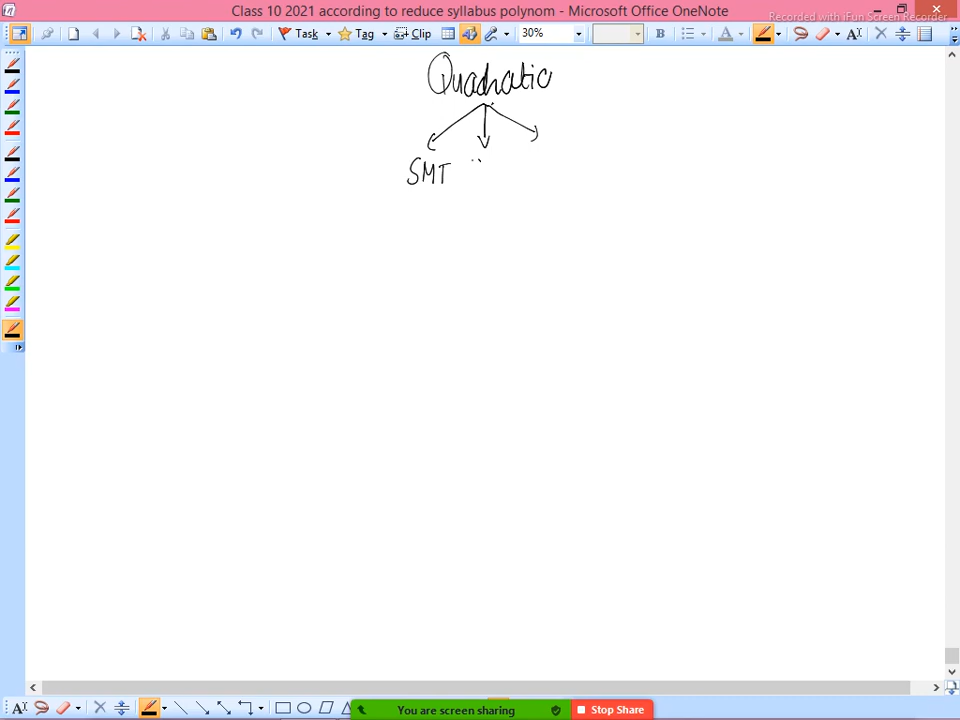 Class 10 2021 according to reduce syllabus polynom - Microsoft Office OneNote
Recorded with iFun Screen Recorder
Task Tag Clip 30% B A
Quadratic
SMT
You are screen sharing Stop Share